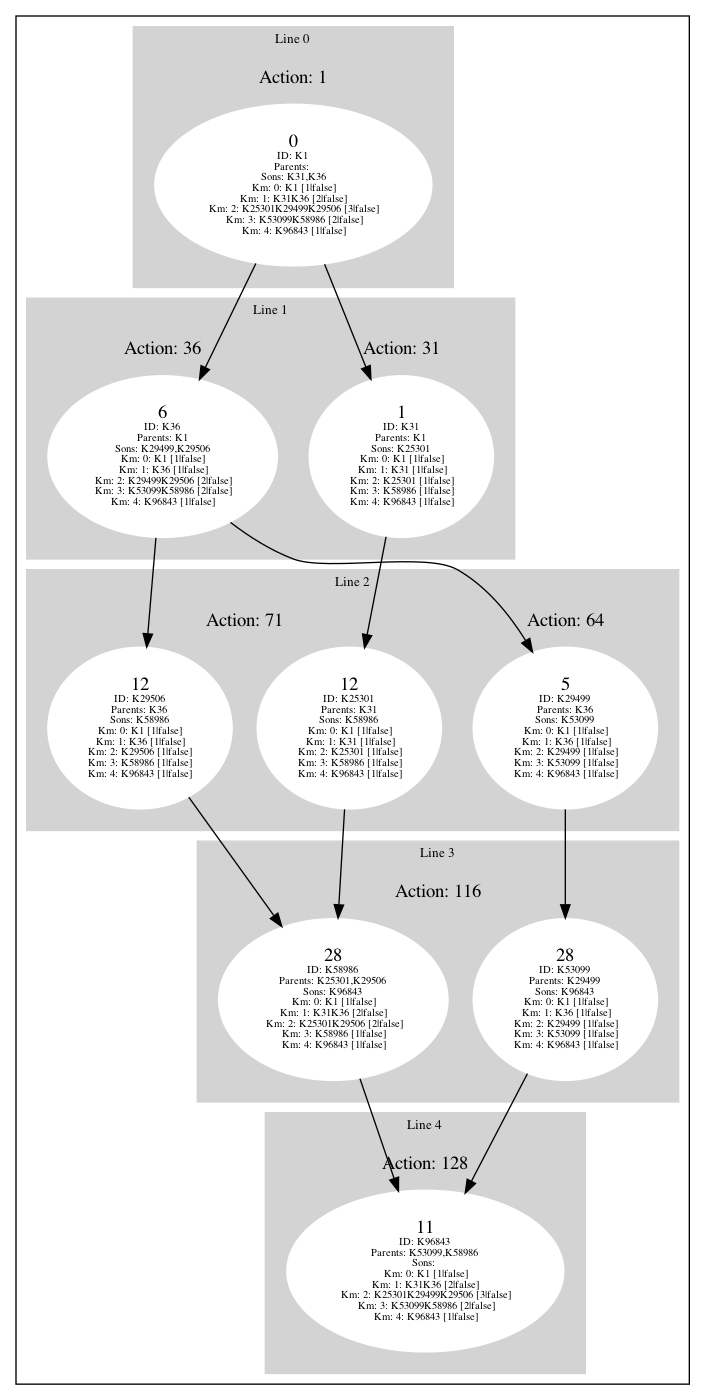 Line 0
Action: 1
0
ID: K1
Parents:
Sons: K31,K36
Km: 0: K1 [1|false]
Km: 1: K31K36 [2|false]
Km: 2: K25301K29499K29506 [3|false]
Km: 3: K53099K58986 [2|false]
Km: 4: K96843 [1|false]
Line 1
Action: 36
6
ID: K36
Parents: K1
Sons: K29499,K29506
Km: 0: K1 [1|false]
Km: 1: K36 [1|false]
Km: 2: K29499K29506 [2|false]
Km: 3: K53099K58986 [2|false]
Km: 4: K96843 [1|false]
Action: 31
1
ID: K31
Parents: K1
Sons: K25301
Km: 0: K1 [1|false]
Km: 1: K31 [1|false]
Km: 2: K25301 [1|false]
Km: 3: K58986 [1|false]
Km: 4: K96843 [1|false]
Line 2
Action: 71
12
ID: K29506
Parents: K36
Sons: K58986
Km: 0: K1 [1|false]
Km: 1: K36 [1|false]
Km: 2: K29506 [1|false]
Km: 3: K58986 [1|false]
Km: 4: K96843 [1|false]
12
ID: K25301
Parents: K31
Sons: K58986
Km: 0: K1 [1|false]
Km: 1: K31 [1|false]
Km: 2: K25301 [1|false]
Km: 3: K58986 [1|false]
Km: 4: K96843 [1|false]
Action: 64
5
ID: K29499
Parents: K36
Sons: K53099
Km: 0: K1 [1|false]
Km: 1: K36 [1|false]
Km: 2: K29499 [1|false]
Km: 3: K53099 [1|false]
Km: 4: K96843 [1|false]
Line 3
Action: 116
28
ID: K58986
Parents: K25301,K29506
Sons: K96843
Km: 0: K1 [1|false]
Km: 1: K31K36 [2|false]
Km: 2: K25301K29506 [2|false]
Km: 3: K58986 [1|false]
Km: 4: K96843 [1|false]
28
ID: K53099
Parents: K29499
Sons: K96843
Km: 0: K1 [1|false]
Km: 1: K36 [1|false]
Km: 2: K29499 [1|false]
Km: 3: K53099 [1|false]
Km: 4: K96843 [1|false]
Line 4
Action: 128
11
ID: K96843
Parents: K53099,K58986
Sons:
Km: 0: K1 [1|false]
Km: 1: K31K36 [2|false]
Km: 2: K25301K29499K29506 [3|false]
Km: 3: K53099K58986 [2|false]
Km: 4: K96843 [1|false]